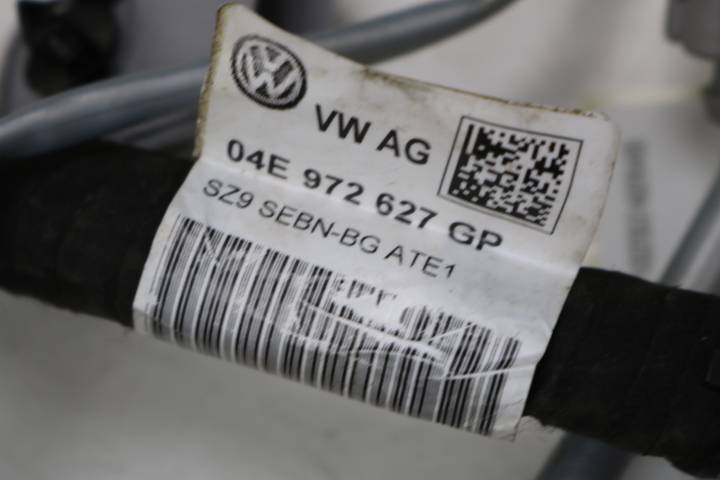 VW AG
04E 972 627 GP
SZ9 SEBN-BG ATE1